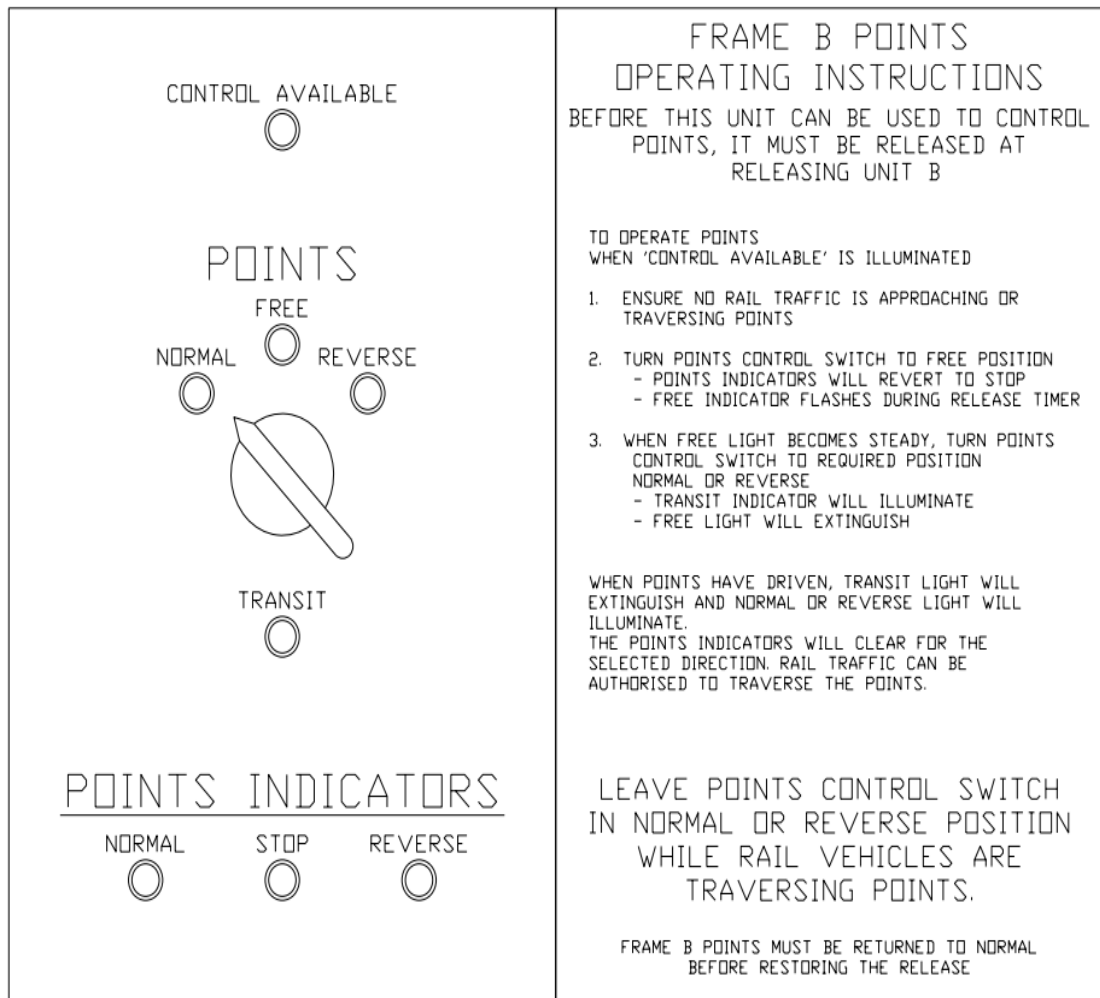 CONTROL AVAILABLE
POINTS
FREE
NORMAL
REVERSE
TRANSIT
POINTS INDICATORS
NORMAL
STOP
REVERSE
FRAME B POINTS
OPERATING INSTRUCTIONS
BEFORE THIS UNIT CAN BE USED TO CONTROL
POINTS, IT MUST BE RELEASED AT
RELEASING UNIT B
TO OPERATE POINTS
WHEN 'CONTROL AVAILABLE' IS ILLUMINATED
1. ENSURE NO RAIL TRAFFIC IS APPROACHING OR
TRAVERSING POINTS
2. TURN POINTS CONTROL SWITCH TO FREE POSITION
- POINTS INDICATORS WILL REVERT TO STOP
- FREE INDICATOR FLASHES DURING RELEASE TIMER
3. WHEN FREE LIGHT BECOMES STEADY, TURN POINTS
CONTROL SWITCH TO REQUIRED POSITION
NORMAL OR REVERSE
- TRANSIT INDICATOR WILL ILLUMINATE
- FREE LIGHT WILL EXTINGUISH
WHEN POINTS HAVE DRIVEN, TRANSIT LIGHT WILL
EXTINGUISH AND NORMAL OR REVERSE LIGHT WILL
ILLUMINATE.
THE POINTS INDICATORS WILL CLEAR FOR THE
SELECTED DIRECTION. RAIL TRAFFIC CAN BE
AUTHORISED TO TRAVERSE THE POINTS.
LEAVE POINTS CONTROL SWITCH
IN NORMAL OR REVERSE POSITION
WHILE RAIL VEHICLES ARE
TRAVERSING POINTS.
FRAME B POINTS MUST BE RETURNED TO NORMAL
BEFORE RESTORING THE RELEASE